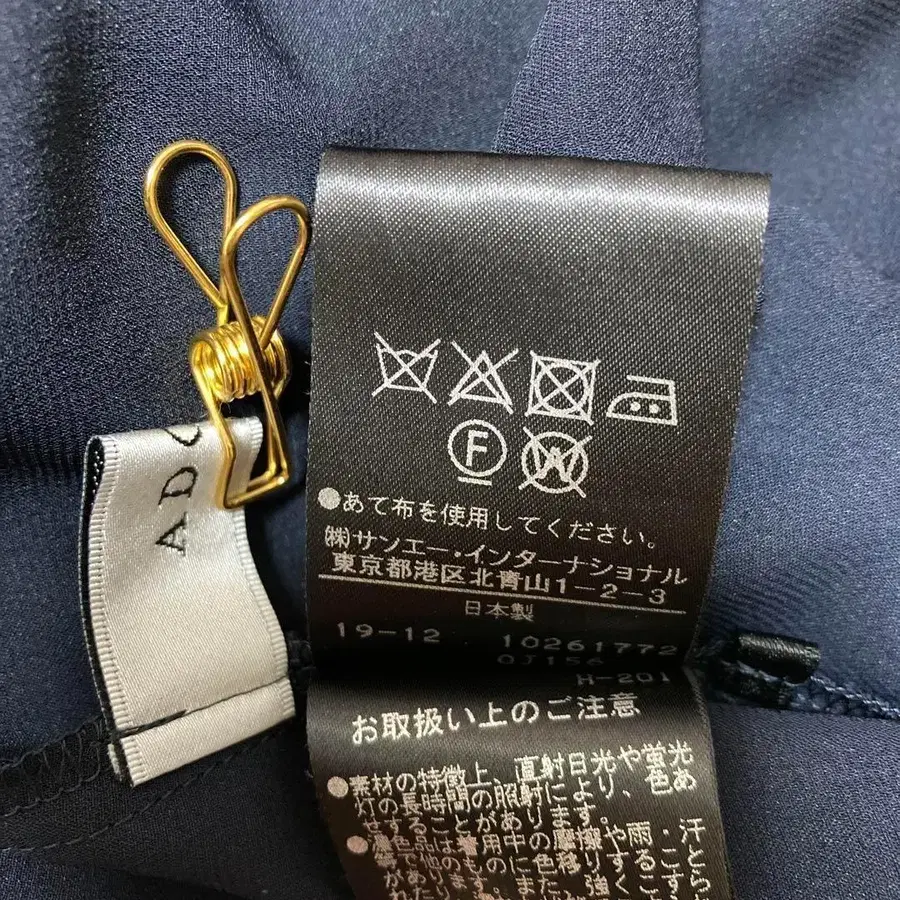 AD
F W
●あて布を使用してください。
㈱サンエー・インターナショナル
東京都港区北青山1-2-3
日本製
19-12 10261772
0J156
H-201
お取扱い上のご注意
●素材の特徴上、直射日光や蛍光
灯の長時間の照射により、色あ
せすることがあります。